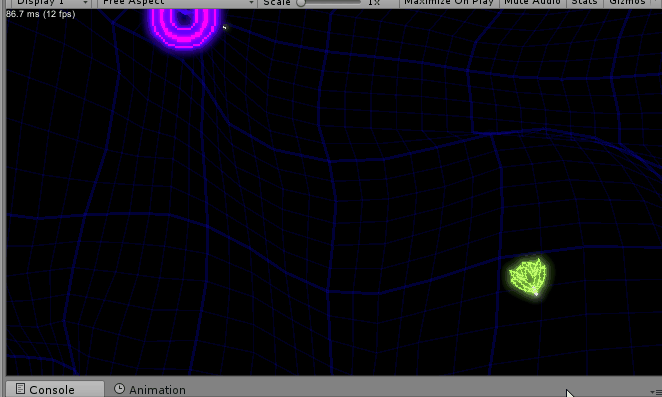 Display 1 Free Aspect Scale 1x Maximize On Play Mute Audio Stats Gizmos
86.7 ms (12 fps)
Console Animation